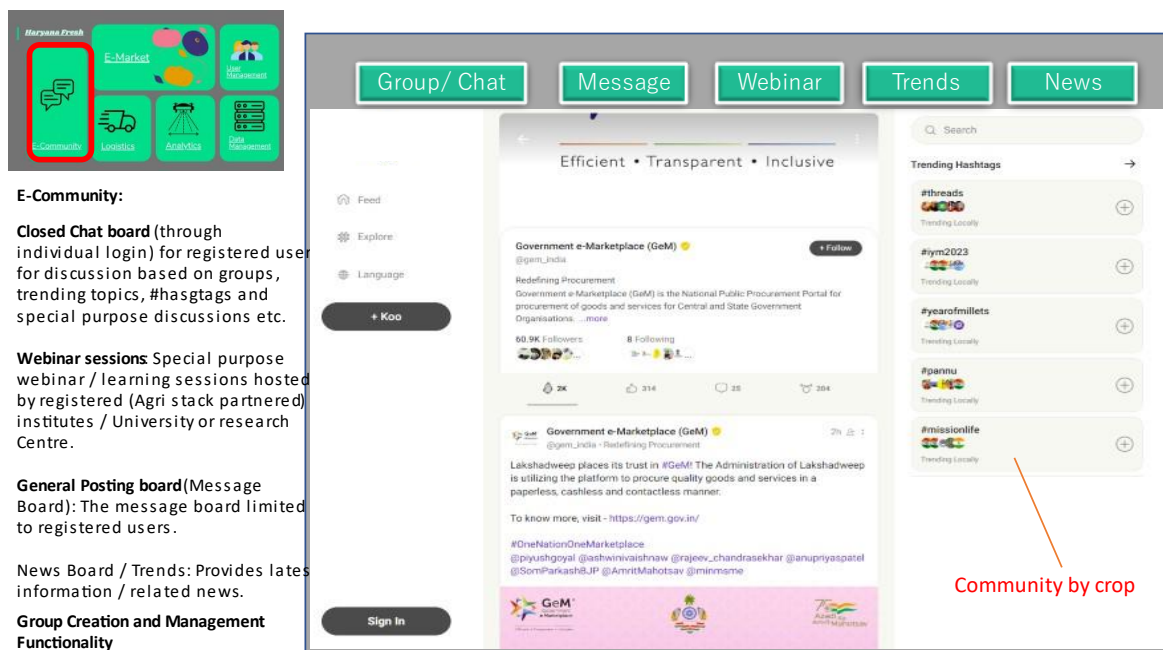 Haryana Fresh
E-Market
User
Management
E-Community
Logistics
Analytics
Data
Management
E-Community:
Closed Chat board (through
individual login) for registered user
for discussion based on groups,
trending topics, #hasgtags and
special purpose discussions etc.
Webinar sessions: Special purpose
webinar / learning sessions hosted
by registered (Agri stack partnered)
institutes / University or research
Centre.
General Posting board(Message
Board): The message board limited
to registered users.
News Board / Trends: Provides lates
information / related news.
Group Creation and Management
Functionality
Group/ Chat
Message
Webinar
Trends
News
Feed
Explore
Language
+ Koo
Sign In
Efficient • Transparent • Inclusive
Government e-Marketplace (GeM)
@gem_india
+ Follow
Redefining Procurement
Government e-Marketplace (GeM) is the National Public Procurement Portal for
procurement of goods and services for Central and State Government
Organisations. ...more
60.9K Followers
8 Following
2K
314
25
204
Government e-Marketplace (GeM)
2h
@gem_india • Redefining Procurement
Lakshadweep places its trust in #GeM! The Administration of Lakshadweep
is utilizing the platform to procure quality goods and services in a
paperless, cashless and contactless manner.
To know more, visit - https://gem.gov.in/
#OneNationOneMarketplace
@piyushgoyal @ashwinivaishnaw @rajeev_chandrasekhar @anupriyaspatel
@SomParkashBJP @AmritMahotsav @minmsme
GeM
Azadi Ka
Amrit Mahotsav
Search
Trending Hashtags
#threads
Trending Locally
#iym2023
Trending Locally
#yearofmillets
Trending Locally
#pannu
Trending Locally
#missionlife
Trending Locally
Community by crop